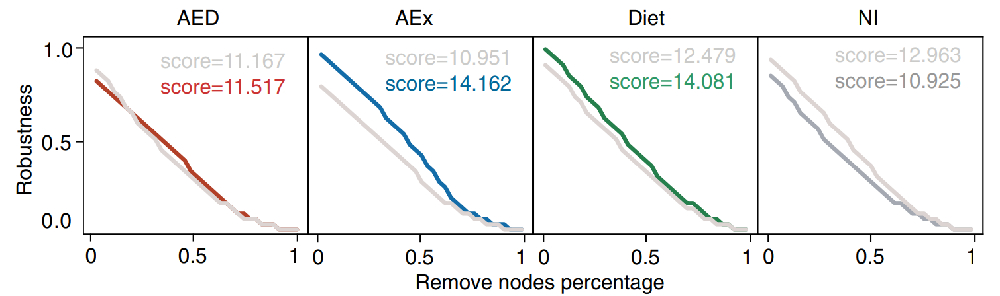 AED AEx Diet NI
Robustness
1.0
0.5
0.0
score=11.167
score=11.517
score=10.951
score=14.162
score=12.479
score=14.081
score=12.963
score=10.925
0 0.5 1 0 0.5 1 0 0.5 1 0 0.5 1
Remove nodes percentage